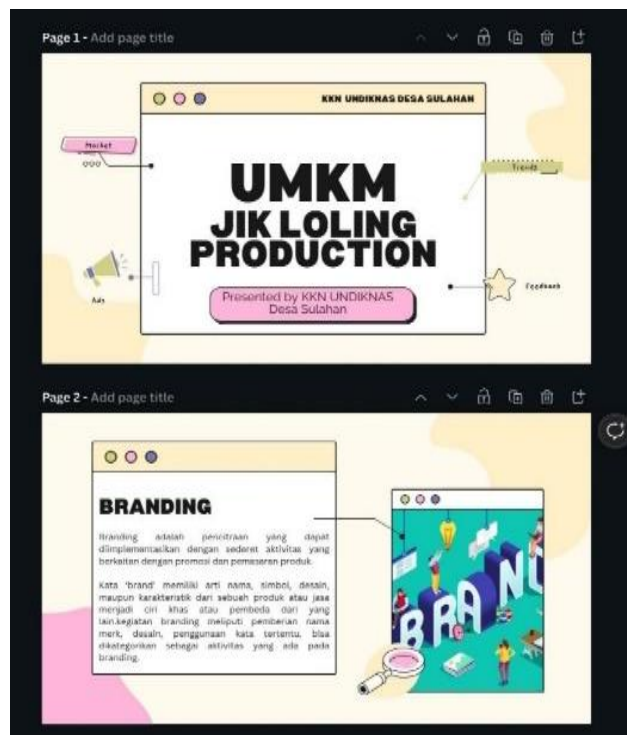 Page 1 - Add page title
KKN UNDIKNAS DESA SULAHAN
Market
Trends
UMKM
JIK LOLING
PRODUCTION
Ads
Feedback
Presented by KKN UNDIKNAS
Desa Sulahan
Page 2 - Add page title
BRANDING
Branding adalah pencitraan yang dapat
diimplementasikan dengan sederet aktivitas yang
berkaitan dengan promosi dan pemasaran produk.
Kata 'brand' memiliki arti nama, simbol, desain,
maupun karakteristik dari sebuah produk atau jasa
menjadi ciri khas atau pembeda dari yang
lain.kegiatan branding meliputi pemberian nama
merk, desain, penggunaan kata tertentu, bisa
dikategorikan sebagai aktivitas yang ada pada
branding.
BRAND